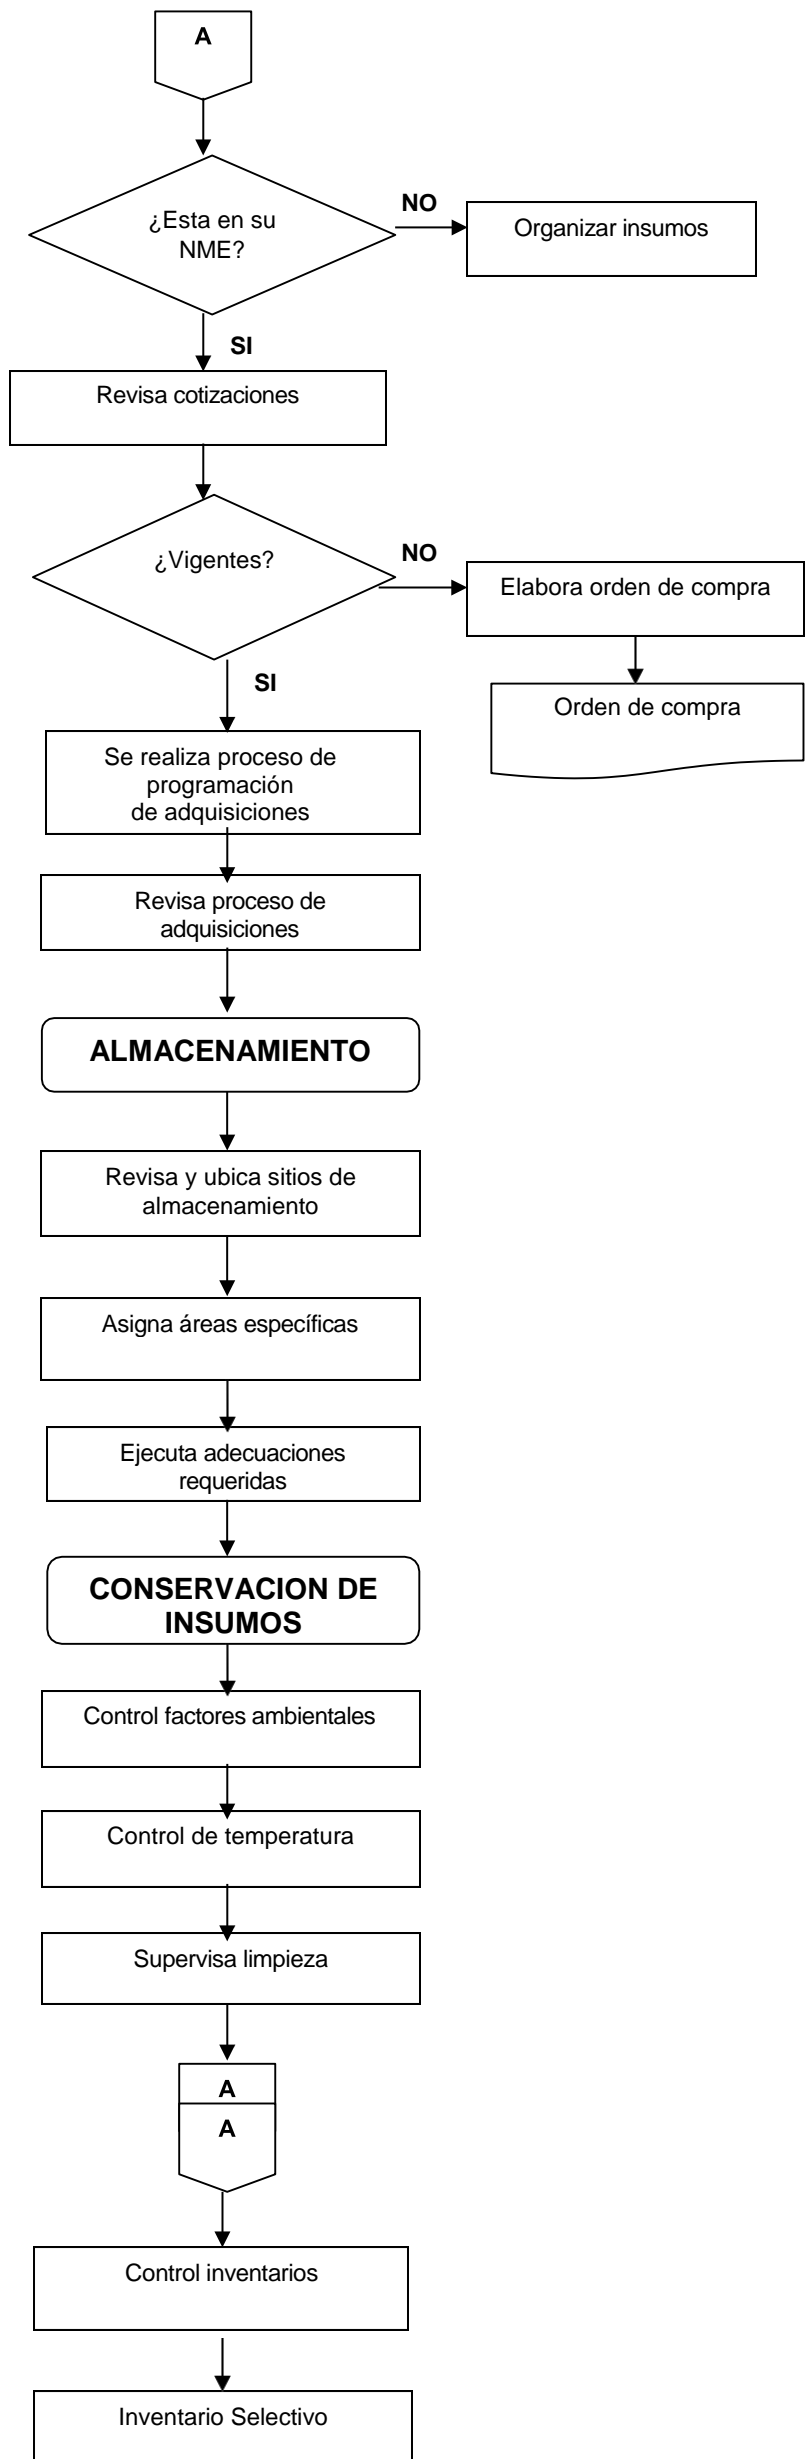 A
¿Esta en su
NME?
NO
Organizar insumos
SI
Revisa cotizaciones
¿Vigentes?
NO
Elabora orden de compra
Orden de compra
SI
Se realiza proceso de
programación
de adquisiciones
Revisa proceso de
adquisiciones
ALMACENAMIENTO
Revisa y ubica sitios de
almacenamiento
Asigna áreas específicas
Ejecuta adecuaciones
requeridas
CONSERVACION DE
INSUMOS
Control factores ambientales
Control de temperatura
Supervisa limpieza
A
A
Control inventarios
Inventario Selectivo